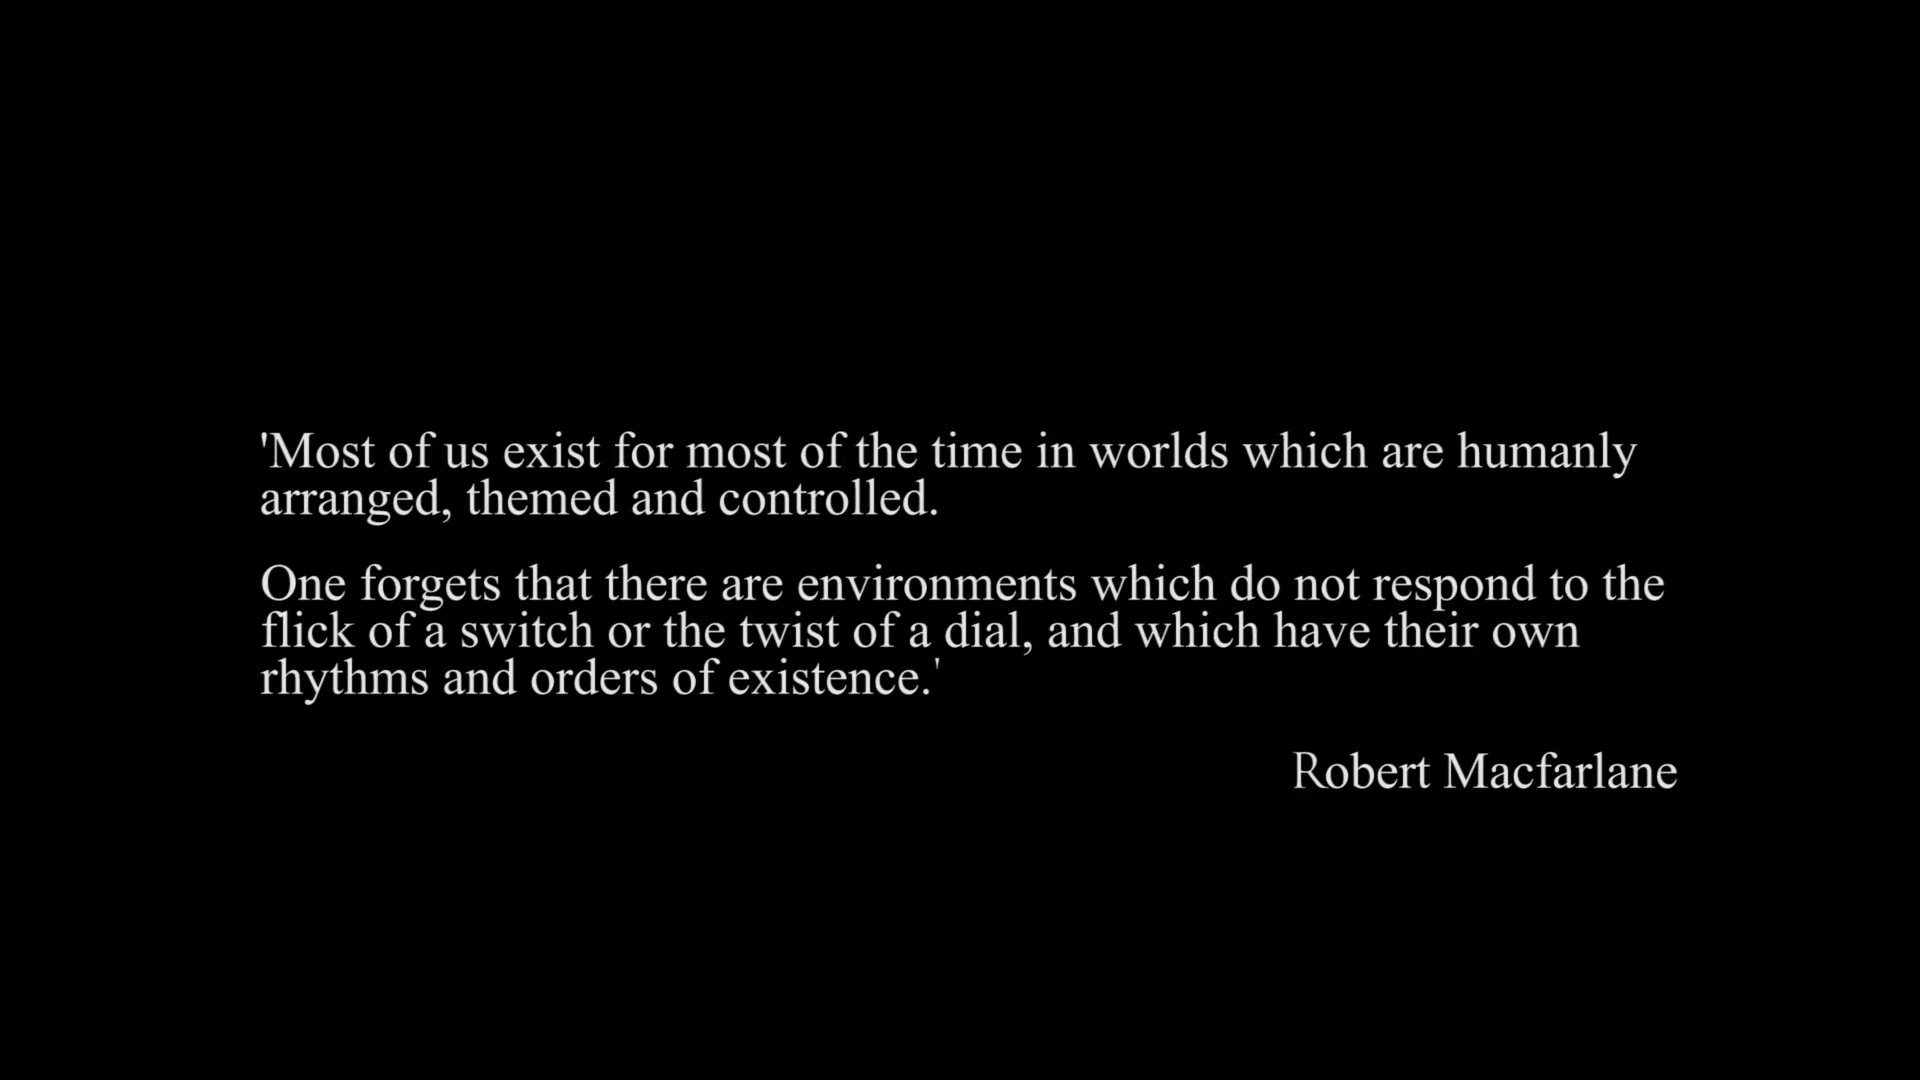 'Most of us exist for most of the time in worlds which are humanly
arranged, themed and controlled.
One forgets that there are environments which do not respond to the
flick of a switch or the twist of a dial, and which have their own
rhythms and orders of existence.'
Robert Macfarlane